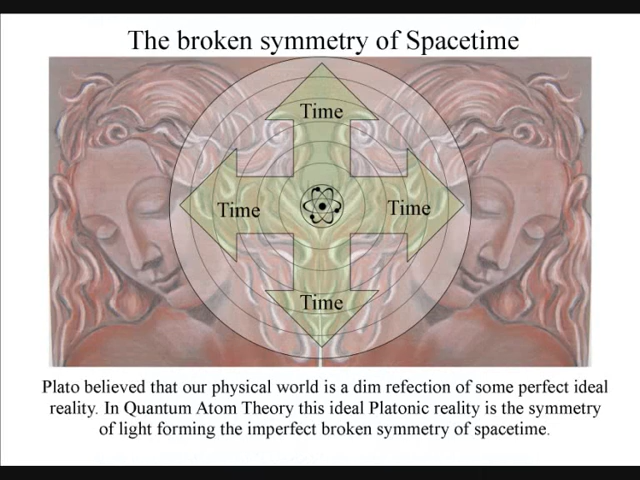 The broken symmetry of Spacetime
Time
Time
Time
Time
Plato believed that our physical world is a dim refection of some perfect ideal
reality. In Quantum Atom Theory this ideal Platonic reality is the symmetry
of light forming the imperfect broken symmetry of spacetime.